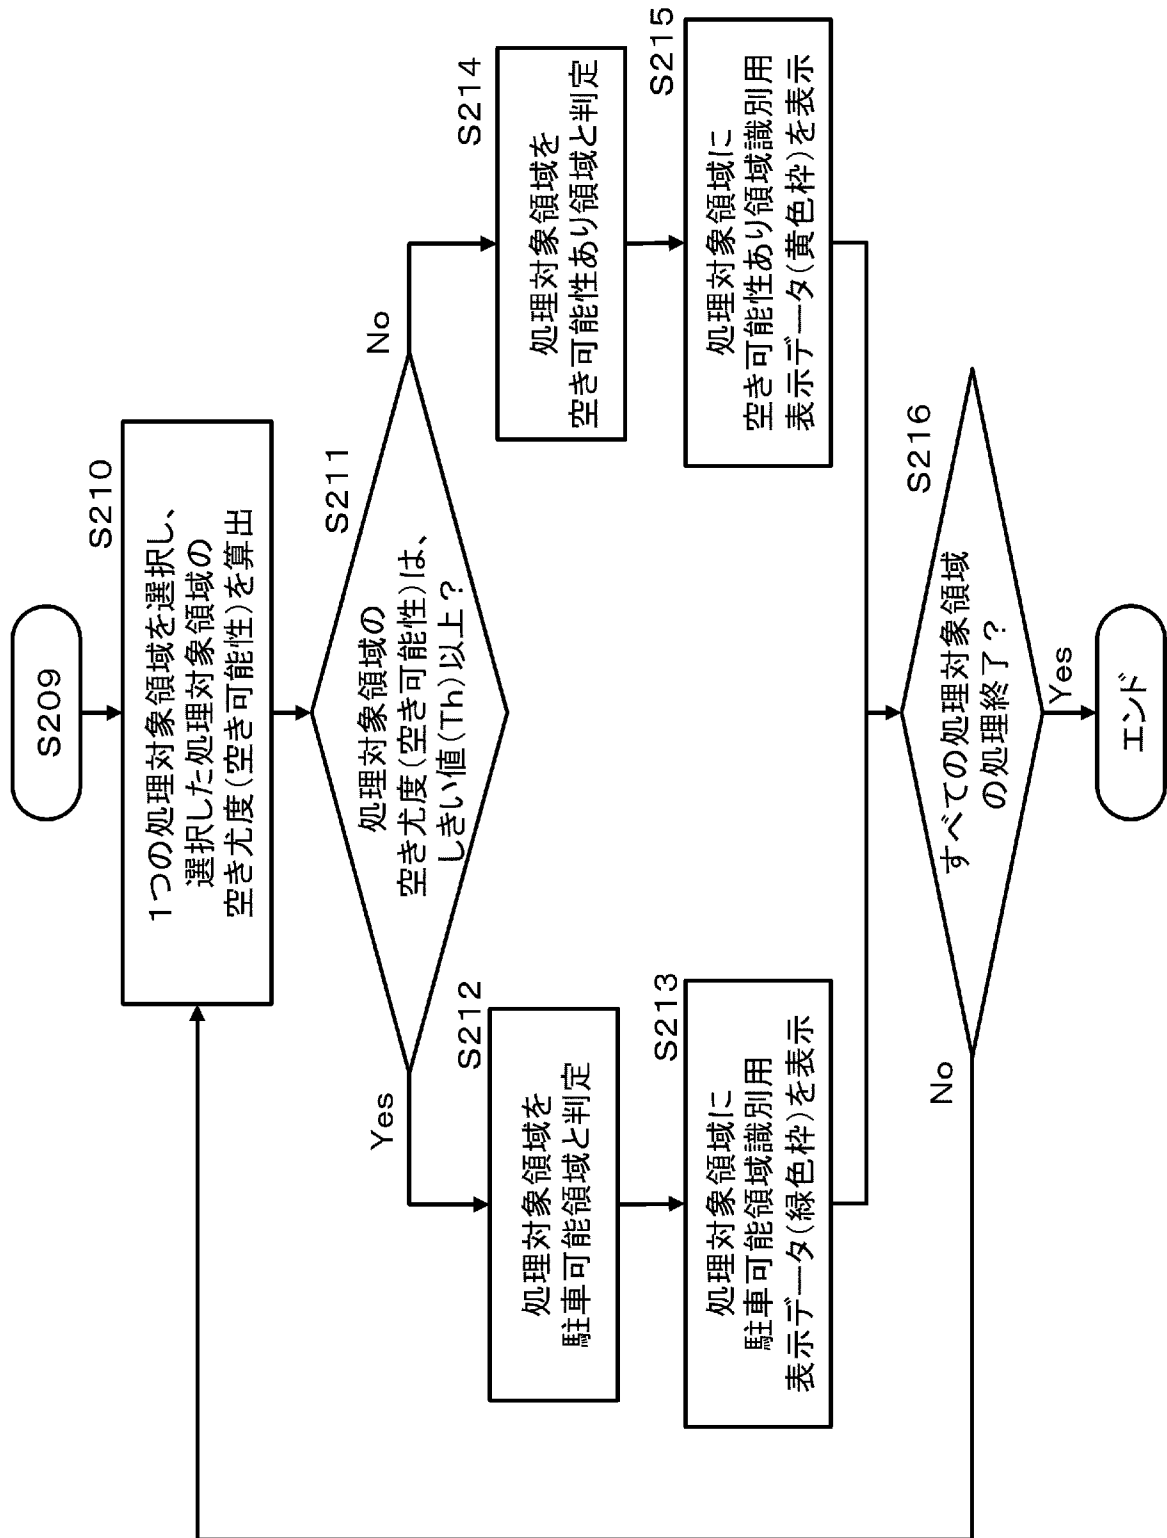 S209
S210
1つの処理対象領域を選択し、
選択した処理対象領域の
空き尤度(空き可能性)を算出
S211
処理対象領域の
空き尤度(空き可能性)は、
しきい値(Th)以上?
Yes
No
S212
処理対象領域を
駐車可能領域と判定
S213
処理対象領域に
駐車可能領域識別用
表示データ(緑色枠)を表示
S214
処理対象領域を
空き可能性あり領域と判定
S215
処理対象領域に
空き可能性あり領域識別用
表示データ(黄色枠)を表示
S216
すべての処理対象領域
の処理終了?
No
Yes
エンド